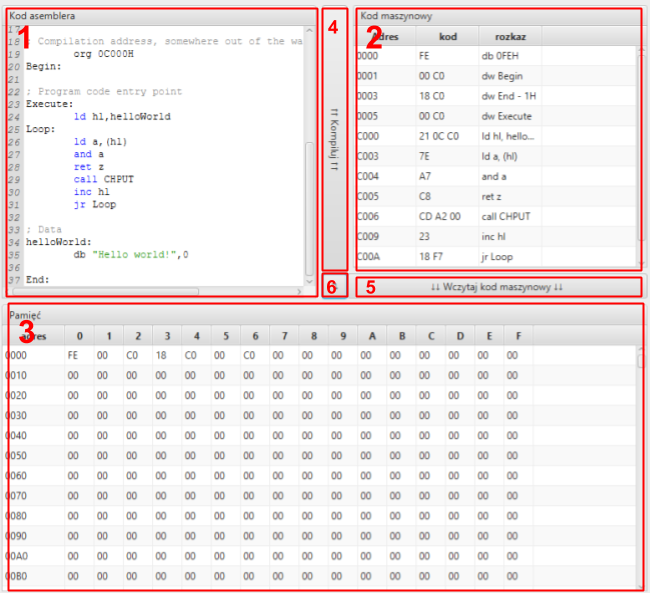 Kod asemblera
1
17
18 Compilation address, somewhere out of the wa
19 org 0C000H
20 Begin:
21
22 ; Program code entry point
23 Execute:
24 ld hl,helloWorld
25 Loop:
26 ld a,(hl)
27 and a
28 ret z
29 call CHPUT
30 inc hl
31 jr Loop
32
33 ; Data
34 helloWorld:
35 db "Hello world!",0
36
37 End:
4
↑↑ Kompiluj ↑↑
6
Kod maszynowy
2
Adres kod rozkaz
0000 FE db 0FEH
0001 00 C0 dw Begin
0003 18 C0 dw End - 1H
0005 00 C0 dw Execute
C000 21 0C C0 ld hl, hello...
C003 7E ld a, (hl)
C004 A7 and a
C005 C8 ret z
C006 CD A2 00 call CHPUT
C009 23 inc hl
C00A 18 F7 jr Loop
5 ↓↓ Wczytaj kod maszynowy ↓↓
Pamięć
3
adres 0 1 2 3 4 5 6 7 8 9 A B C D E F
0000 FE 00 C0 18 C0 00 C0 00 00 00 00 00 00 00 00 00
0010 00 00 00 00 00 00 00 00 00 00 00 00 00 00 00 00
0020 00 00 00 00 00 00 00 00 00 00 00 00 00 00 00 00
0030 00 00 00 00 00 00 00 00 00 00 00 00 00 00 00 00
0040 00 00 00 00 00 00 00 00 00 00 00 00 00 00 00 00
0050 00 00 00 00 00 00 00 00 00 00 00 00 00 00 00 00
0060 00 00 00 00 00 00 00 00 00 00 00 00 00 00 00 00
0070 00 00 00 00 00 00 00 00 00 00 00 00 00 00 00 00
0080 00 00 00 00 00 00 00 00 00 00 00 00 00 00 00 00
0090 00 00 00 00 00 00 00 00 00 00 00 00 00 00 00 00
00A0 00 00 00 00 00 00 00 00 00 00 00 00 00 00 00 00
00B0 00 00 00 00 00 00 00 00 00 00 00 00 00 00 00 00